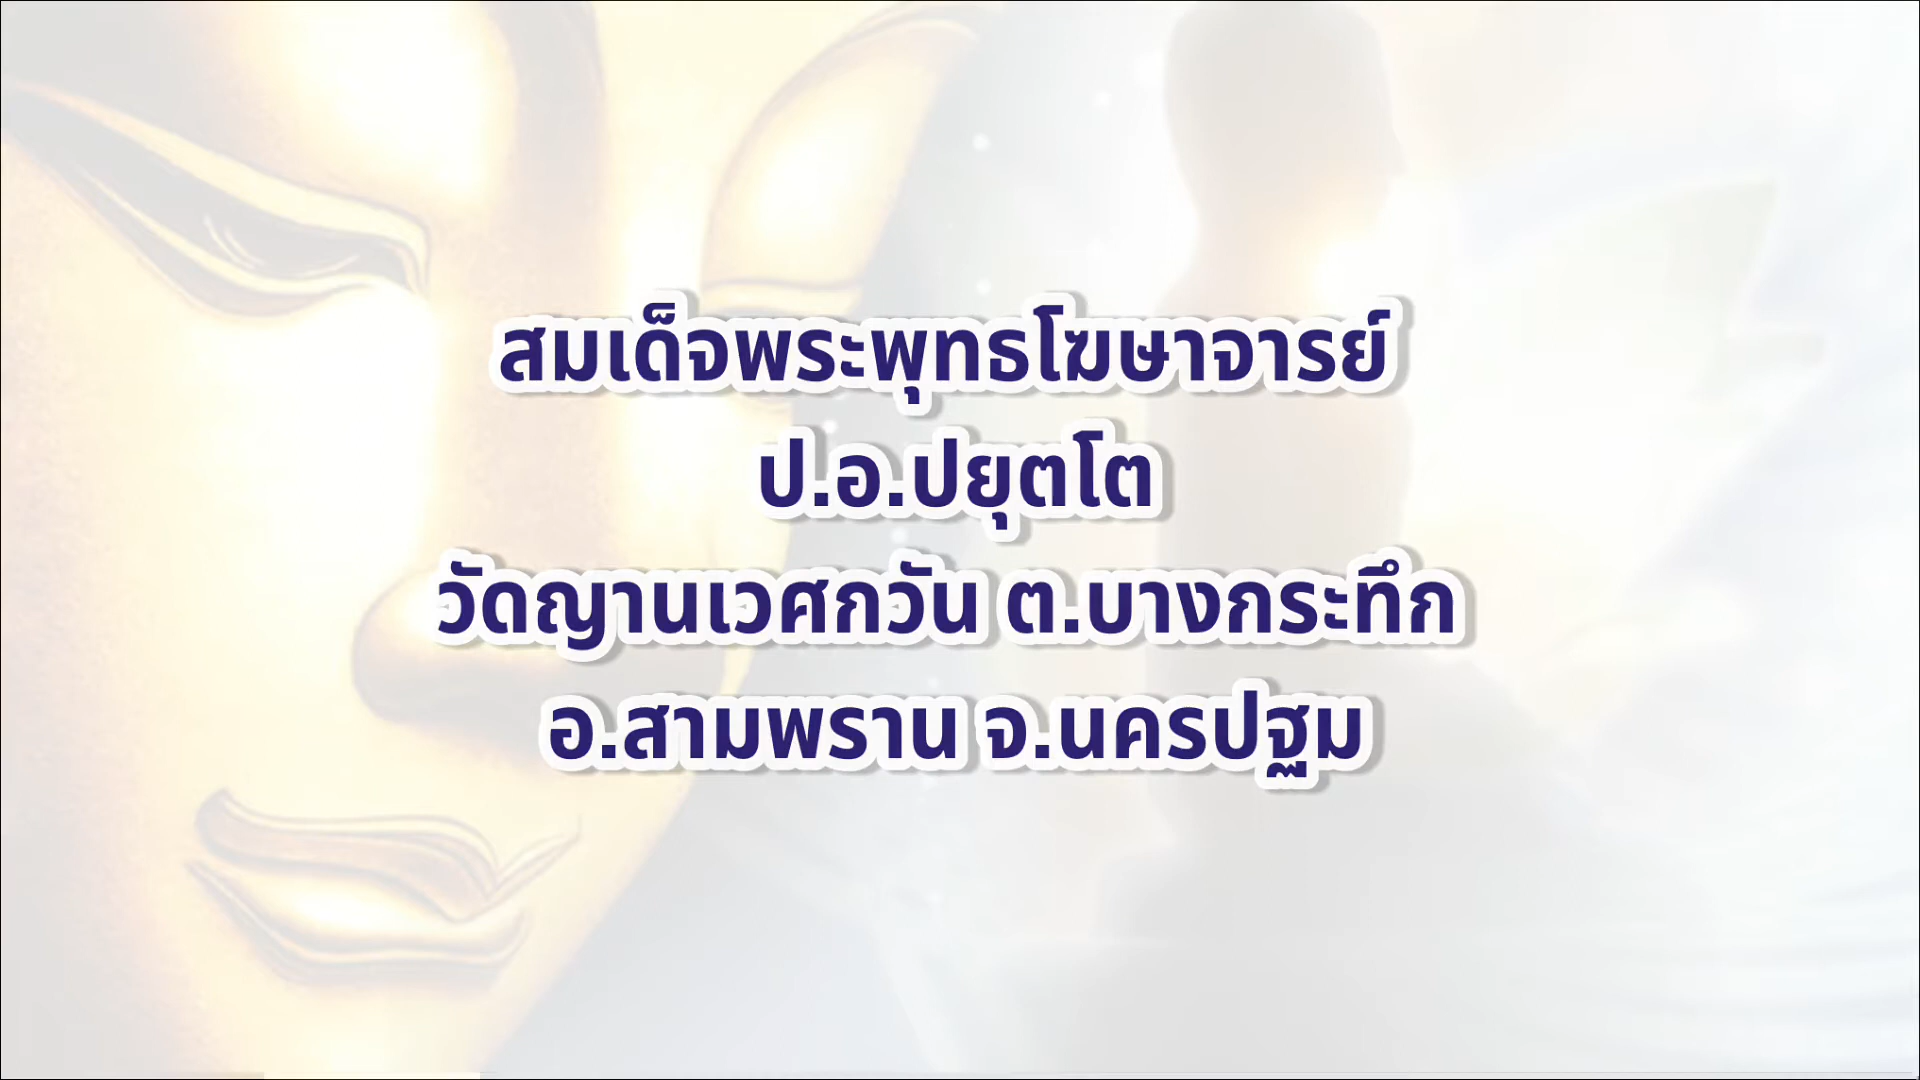 สมเด็จพระพุทธโฆษาจารย์
ป.อ.ปยุตโต
วัดญานเวศกวัน ต.บางกระทึก
อ.สามพราน จ.นครปฐม